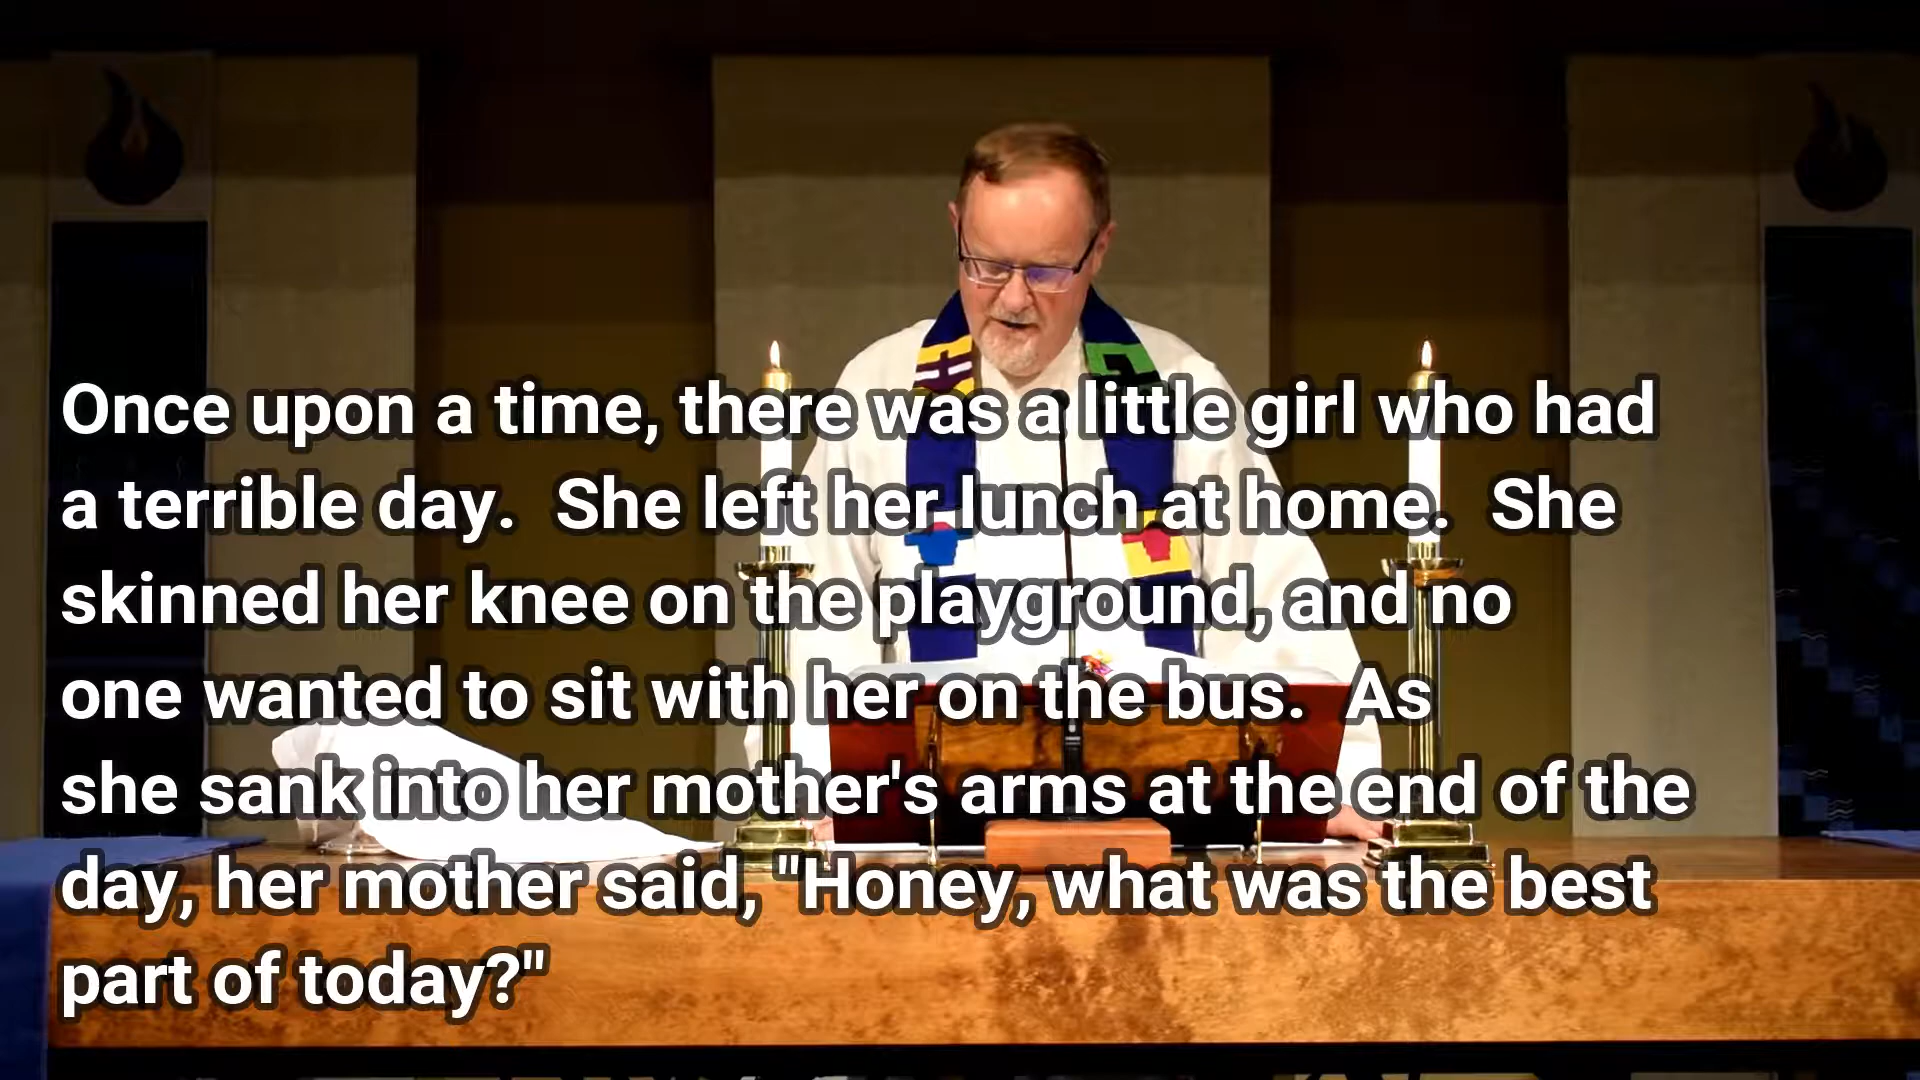 Once upon a time, there was a little girl who had
a terrible day.  She left her lunch at home.  She
skinned her knee on the playground, and no
one wanted to sit with her on the bus.  As
she sank into her mother's arms at the end of the
day, her mother said, "Honey, what was the best
part of today?"